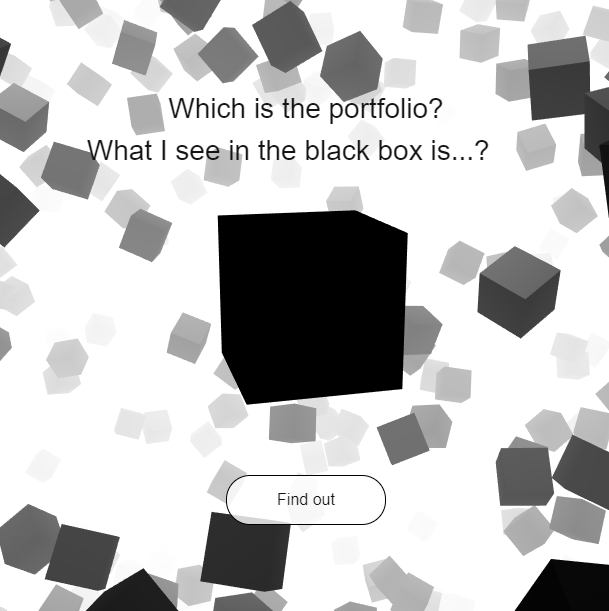 Which is the portfolio?
What I see in the black box is...?
Find out